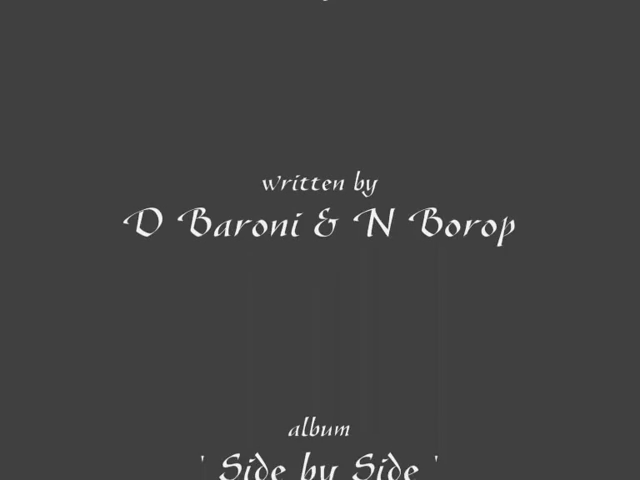 written by
D Baroni & N Borop
album
' Side by Side '